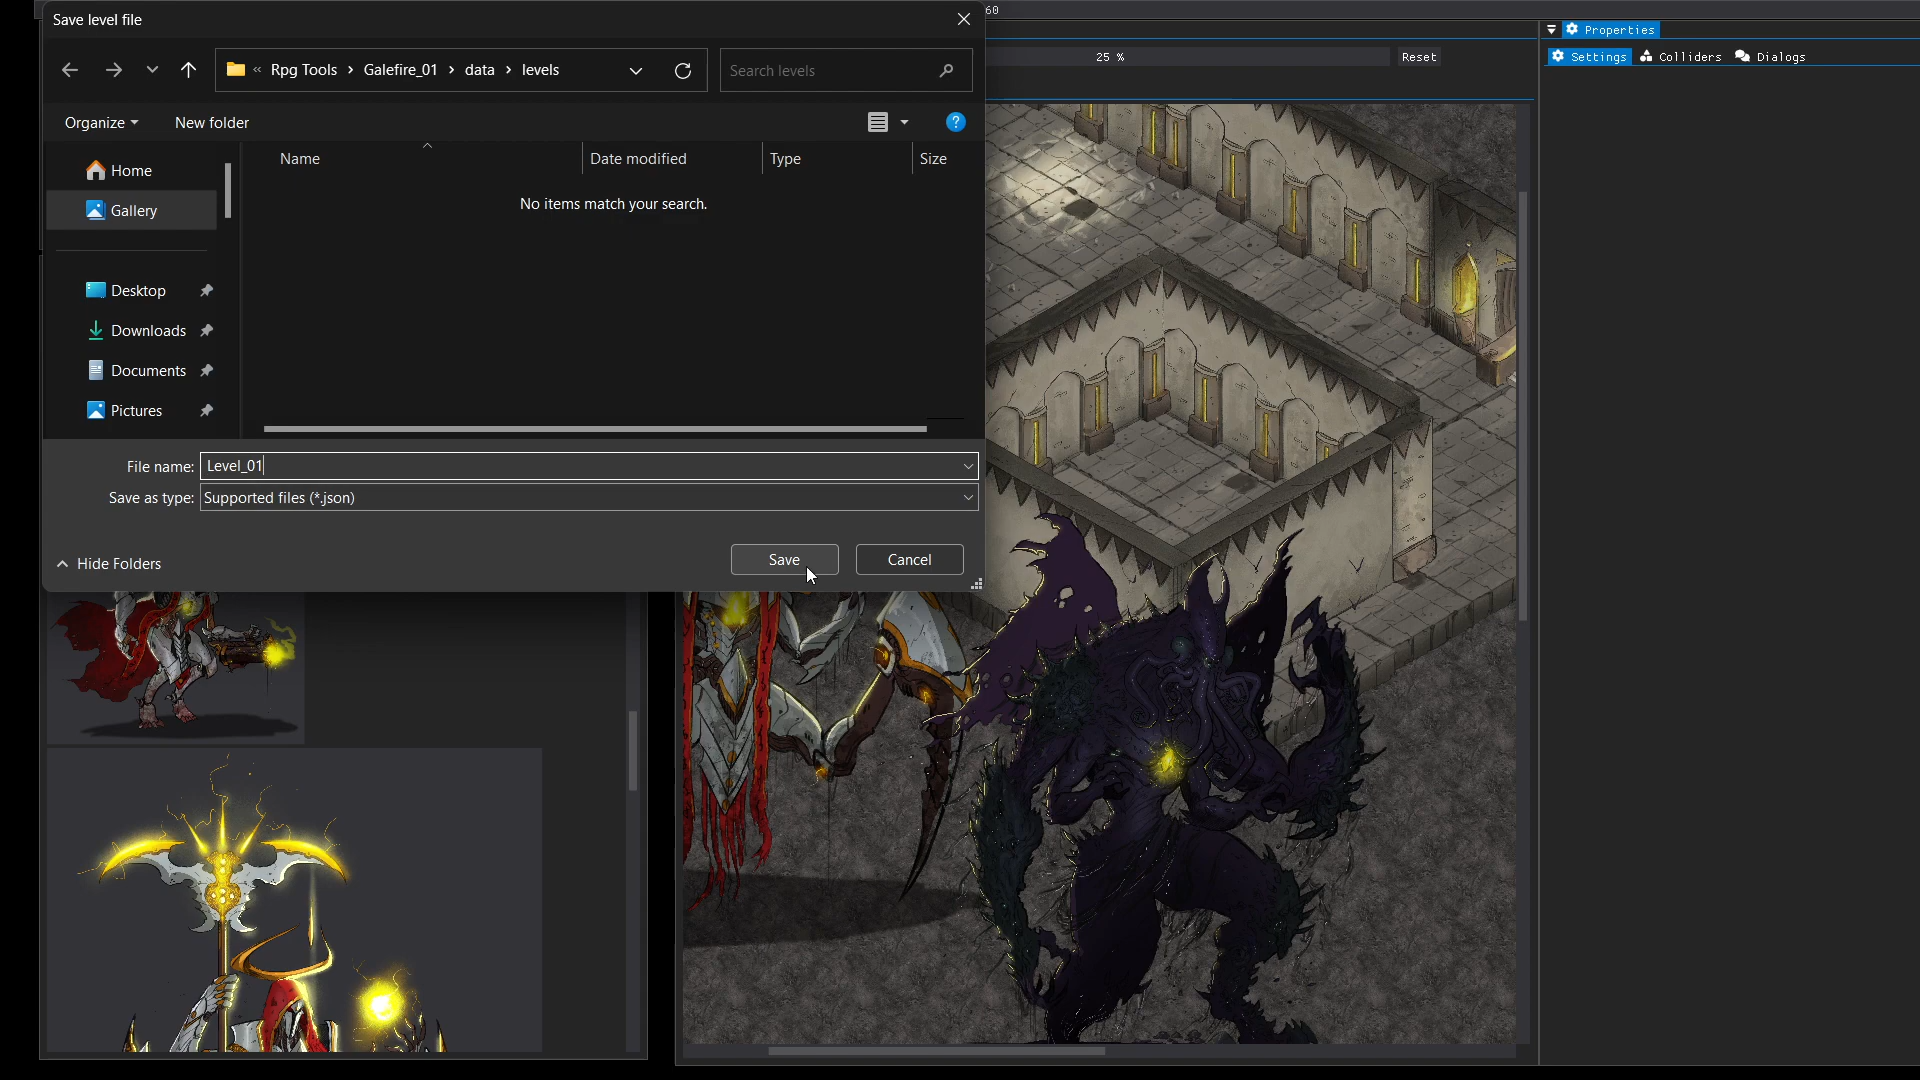 Save level file
60
Properties
Rpg Tools
Galefire_01
data
levels
Search levels
25 %
Reset
Settings
Colliders
Dialogs
Organize
New folder
?
Home
Name
Date modified
Type
Size
Gallery
No items match your search.
Desktop
Downloads
Documents
Pictures
File name: Level_01
Save as type: Supported files (*.json)
Hide Folders
Save
Cancel